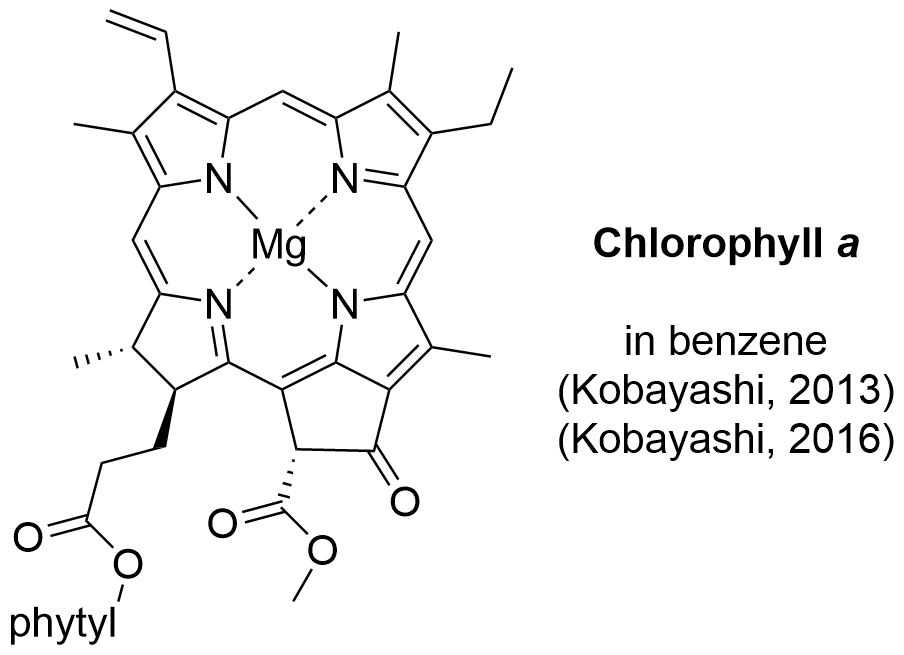 N
N
Mg
Chlorophyll a
N
N
in benzene
(Kobayashi, 2013)
(Kobayashi, 2016)
O
O
O
O
O
phytyl